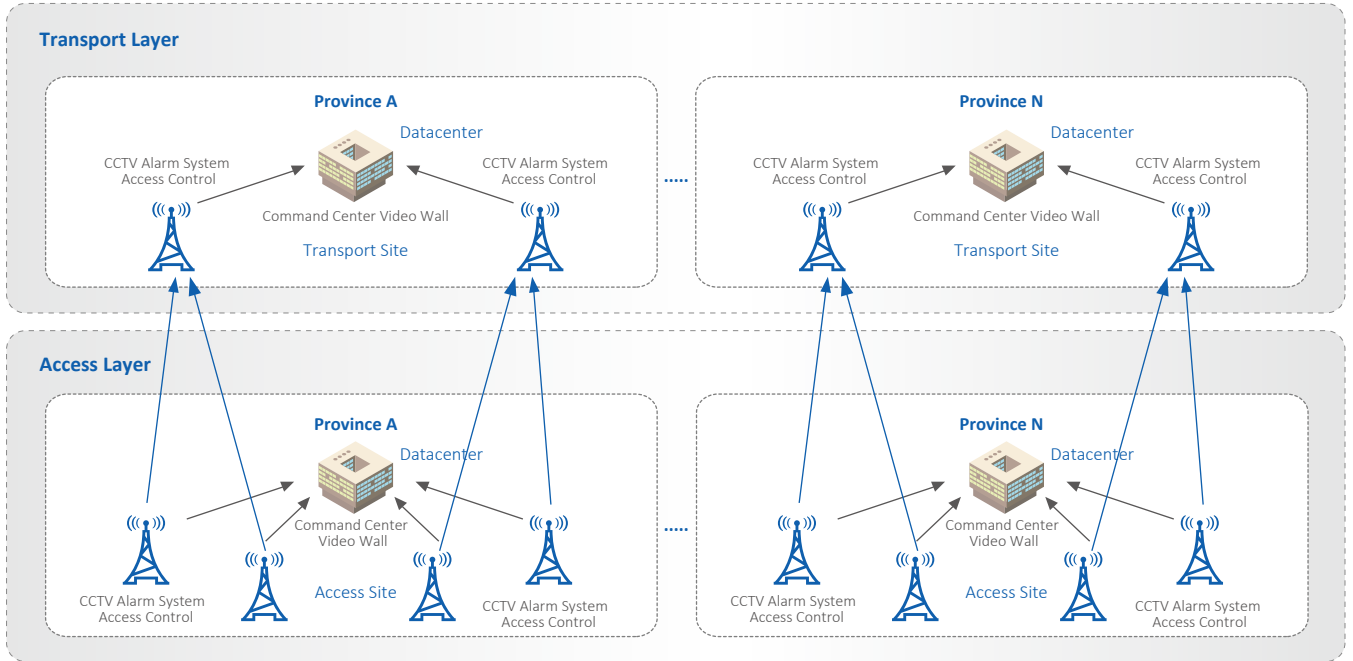 Transport Layer
Province A
Datacenter
CCTV Alarm System
Access Control
CCTV Alarm System
Access Control
Command Center Video Wall
Transport Site
.....
Province N
Datacenter
CCTV Alarm System
Access Control
CCTV Alarm System
Access Control
Command Center Video Wall
Transport Site
Access Layer
Province A
Datacenter
Command Center
Video Wall
Access Site
CCTV Alarm System
Access Control
CCTV Alarm System
Access Control
.....
Province N
Datacenter
Command Center
Video Wall
Access Site
CCTV Alarm System
Access Control
CCTV Alarm System
Access Control